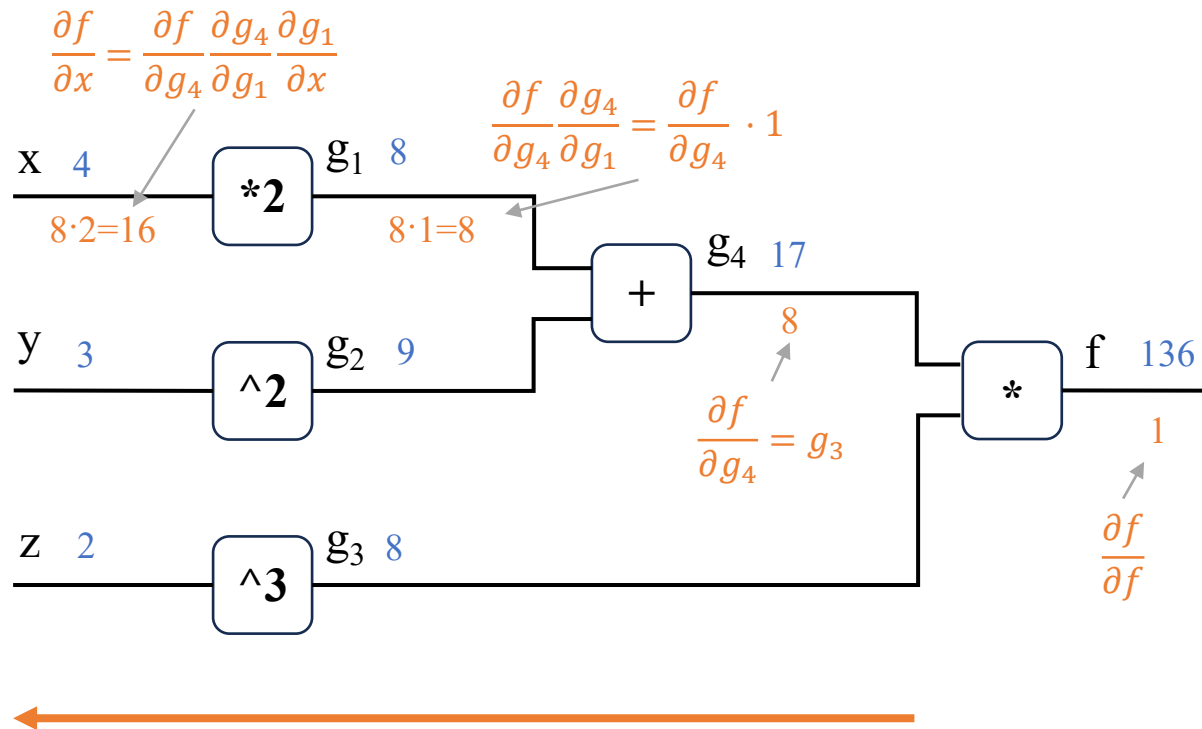 ∂f/∂x = ∂f/∂g₄ ∂g₄/∂g₁ ∂g₁/∂x
∂f/∂g₄ ∂g₄/∂g₁ = ∂f/∂g₄ · 1
x 4
*2
g₁ 8
8·2=16
8·1=8
+
g₄ 17
8
∂f/∂g₄ = g₃
y 3
^2
g₂ 9
*
f 136
1
∂f/∂f
z 2
^3
g₃ 8